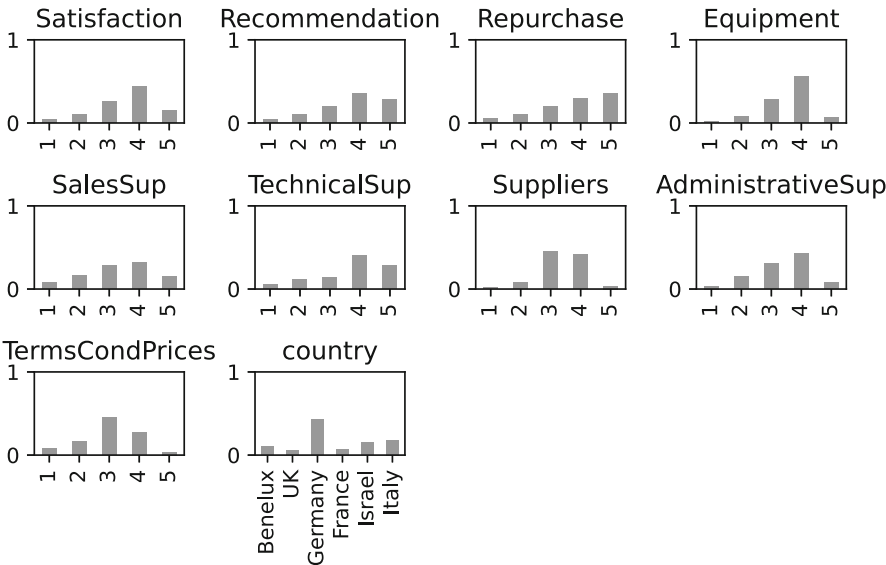 Satisfaction Recommendation Repurchase Equipment
1 1 1 1
0 0 0 0
1 2 3 4 5 1 2 3 4 5 1 2 3 4 5 1 2 3 4 5
SalesSup TechnicalSup Suppliers AdministrativeSup
1 1 1 1
0 0 0 0
1 2 3 4 5 1 2 3 4 5 1 2 3 4 5 1 2 3 4 5
TermsCondPrices country
1 1
0 0
1 2 3 4 5 Benelux UK Germany France Israel Italy